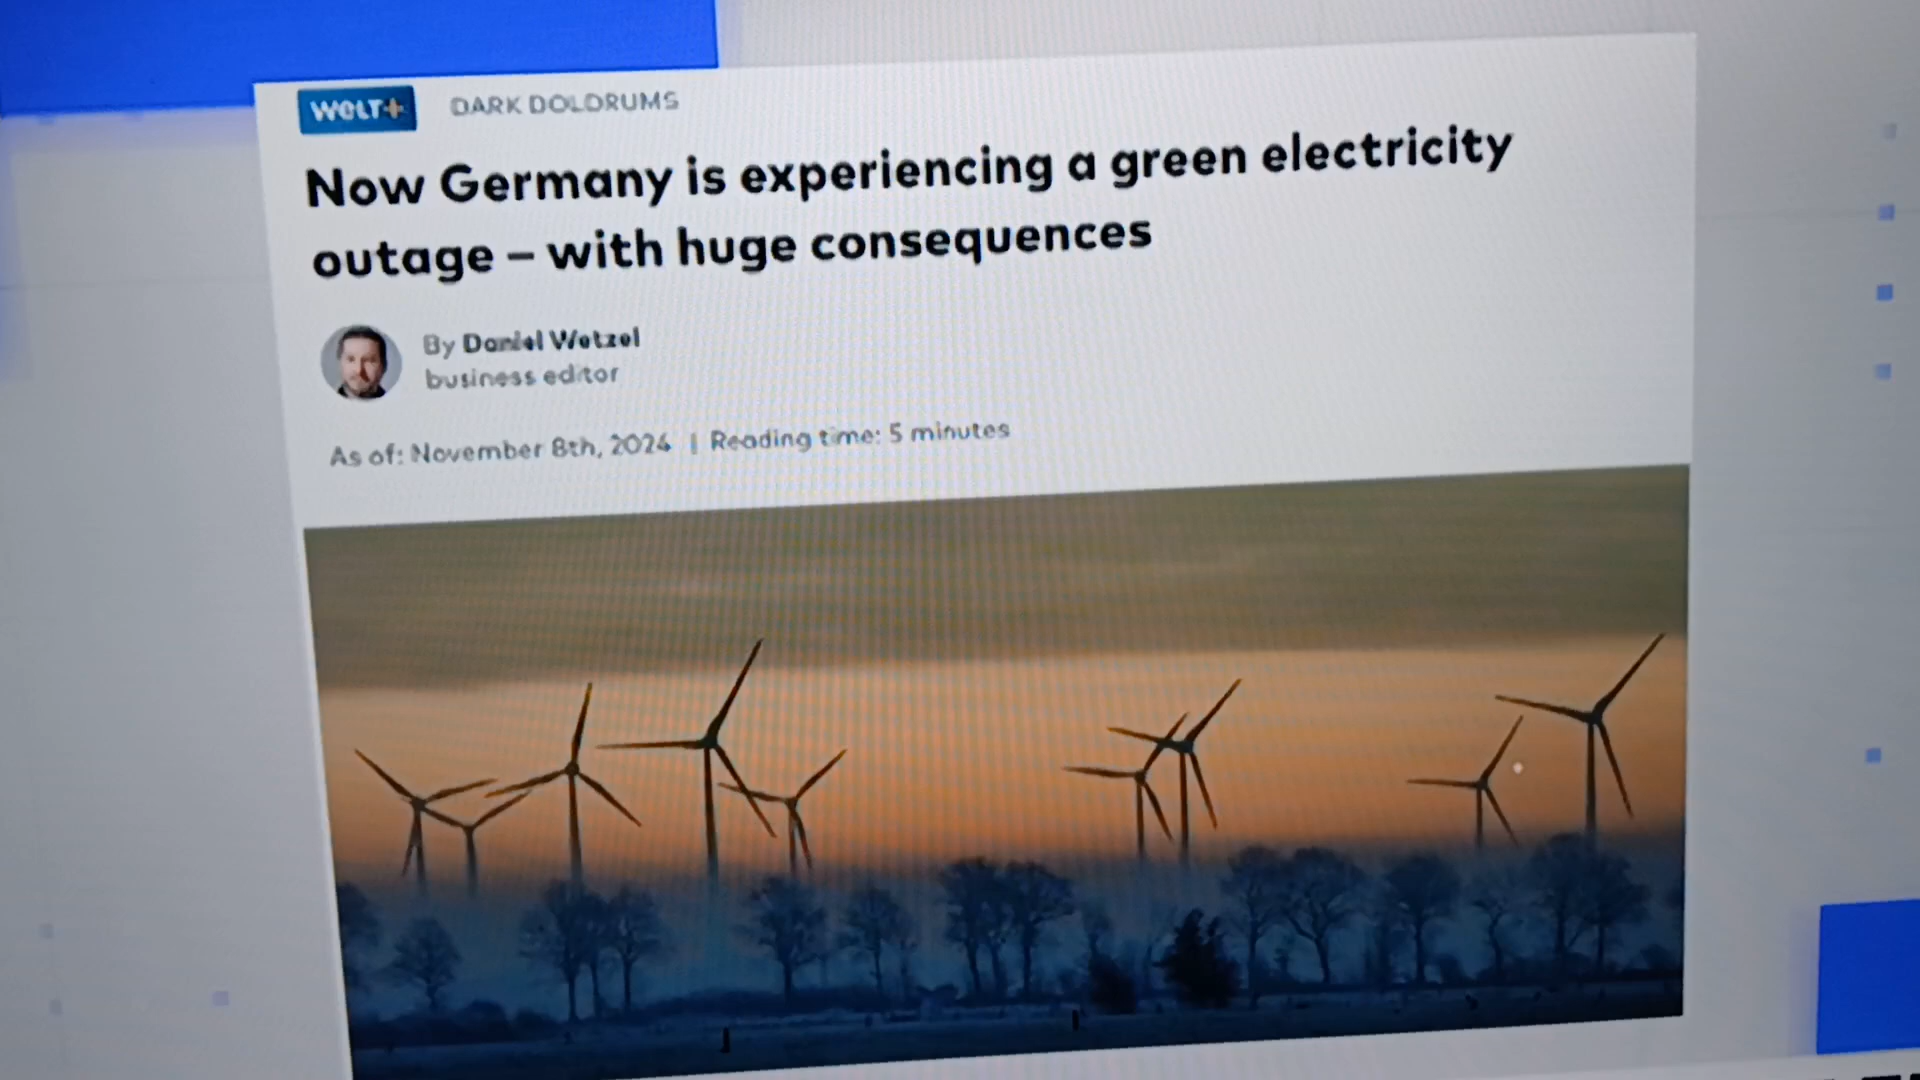 WELT+ DARK DOLDRUMS
Now Germany is experiencing a green electricity
outage – with huge consequences
By Daniel Wetzel
business editor
As of: November 8th, 2024 | Reading time: 5 minutes